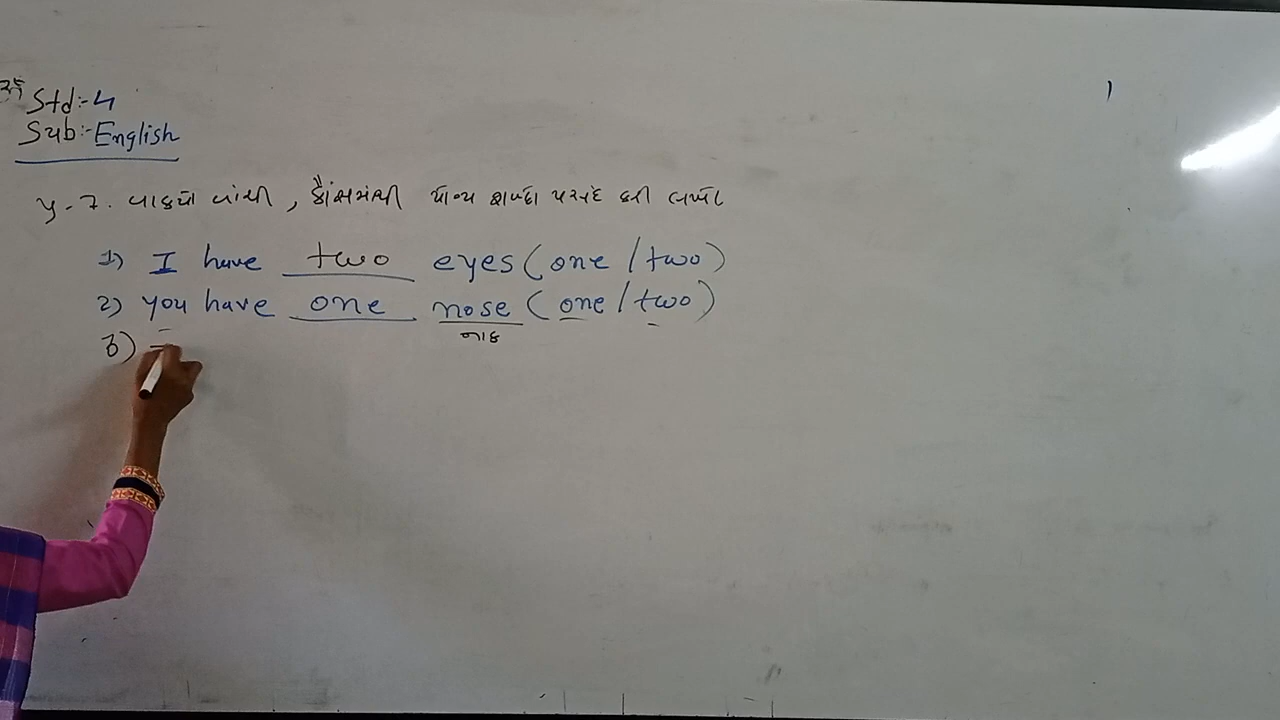 Std:-4
Sub:-English
પ્ર-7. વાક્યો વાંચી, કૌંસમાંથી યોગ્ય શબ્દો પસંદ કરી લખો
1) I have two eyes (one / two)
2) you have one nose (one / two)
નાક
3)